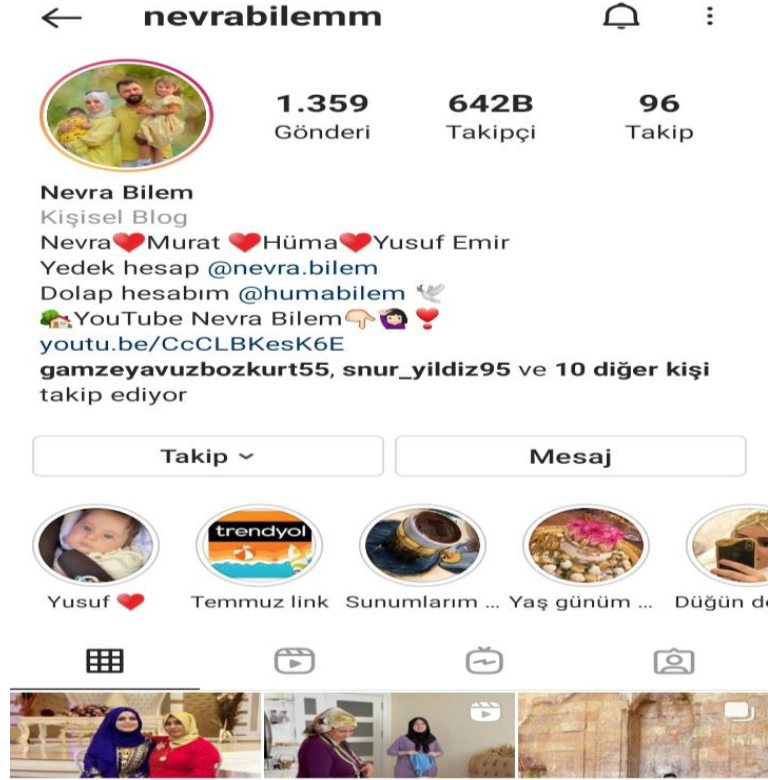 nevrabilemm
1.359
642B
96
Gönderi
Takipçi
Takip
Nevra Bilem
Kişisel Blog
Nevra❤Murat ❤Hüma❤Yusuf Emir
Yedek hesap @nevra.bilem
Dolap hesabım @humabilem 🕊
🏡YouTube Nevra Bilem👇🏻🙋🏻‍♀️❣
youtu.be/CcCLBKesK6E
gamzeyavuzbozkurt55, snur_yildiz95 ve 10 diğer kişi
takip ediyor
Takip
Mesaj
trendyol
Yusuf ❤
Temmuz link
Sunumlarım ...
Yaş günüm ...
Düğün de